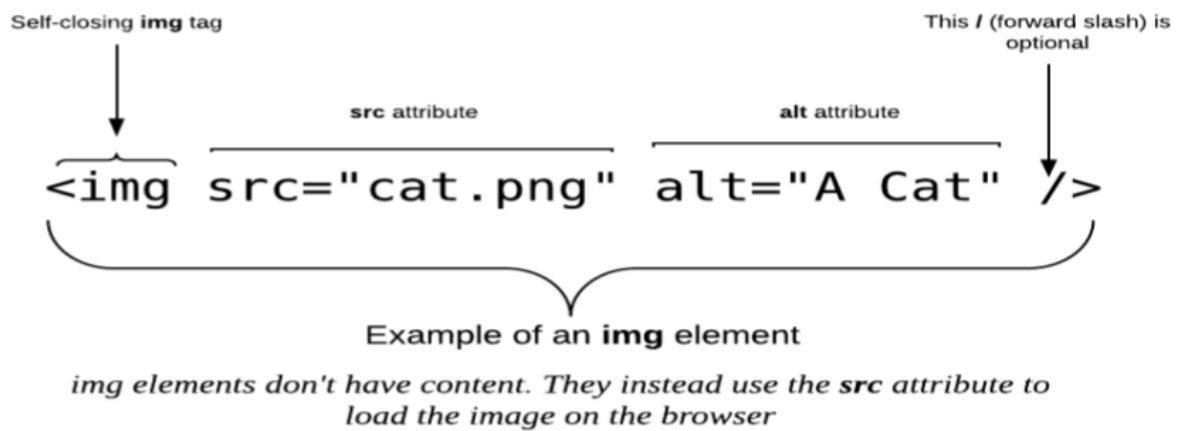 Self-closing img tag
This / (forward slash) is
optional
src attribute
alt attribute
<img src="cat.png" alt="A Cat" />
Example of an img element
img elements don't have content. They instead use the src attribute to
load the image on the browser